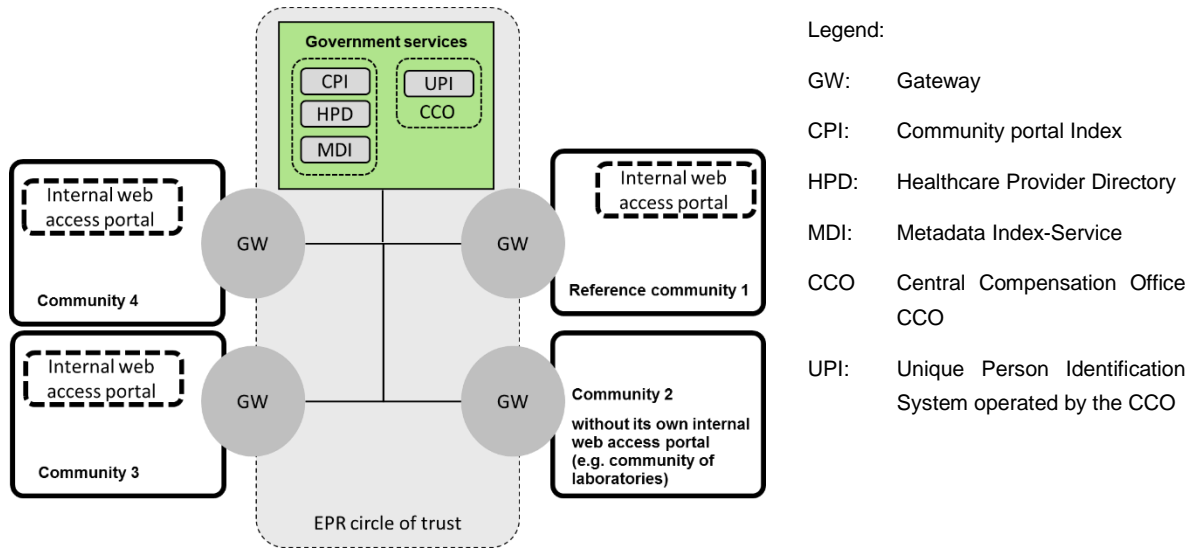 Government services
CPI
HPD
MDI
UPI
CCO
Internal web
access portal
Community 4
GW
GW
Internal web
access portal
Reference community 1
Internal web
access portal
Community 3
GW
GW
Community 2
without its own internal
web access portal
(e.g. community of
laboratories)
EPR circle of trust
Legend:
GW: Gateway
CPI: Community portal Index
HPD: Healthcare Provider Directory
MDI: Metadata Index-Service
CCO Central Compensation Office
CCO
UPI: Unique Person Identification
System operated by the CCO